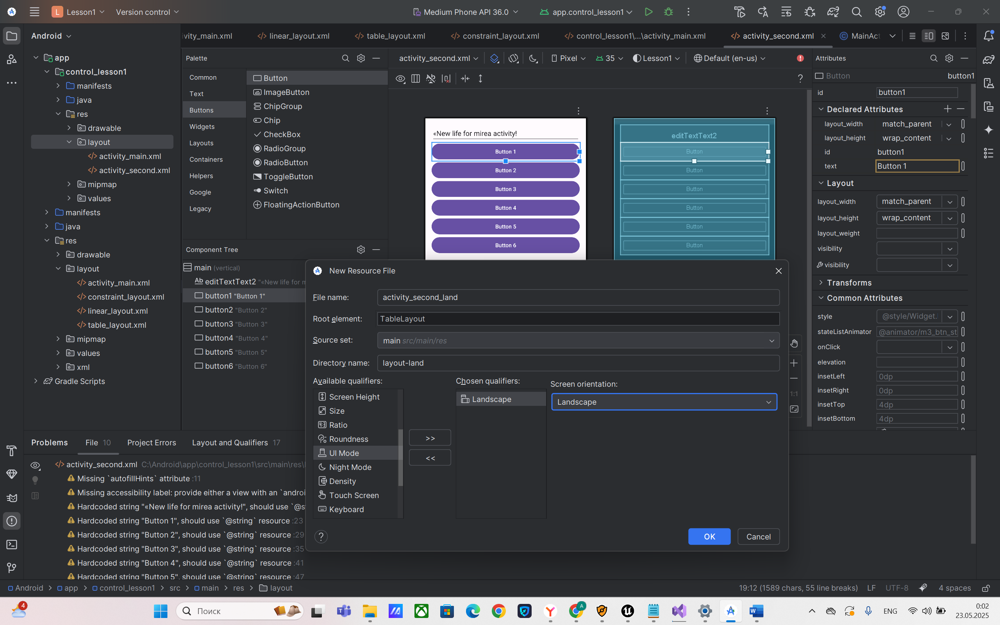 L Lesson1
Version control
Medium Phone API 36.0
app.control_lesson1
Android
ivity_main.xml
linear_layout.xml
table_layout.xml
constraint_layout.xml
control_lesson1\...\activity_main.xml
activity_second.xml
MainAct
app
control_lesson1
manifests
java
res
drawable
layout
activity_main.xml
activity_second.xml
mipmap
values
manifests
java
res
drawable
layout
activity_main.xml
constraint_layout.xml
linear_layout.xml
table_layout.xml
mipmap
values
xml
Gradle Scripts
Palette
Common
Text
Buttons
Widgets
Layouts
Containers
Helpers
Google
Legacy
Button
ImageButton
ChipGroup
Chip
CheckBox
RadioGroup
RadioButton
ToggleButton
Switch
FloatingActionButton
Component Tree
main (vertical)
Ab editTextText2 "«New life for m
button1 "Button 1"
button2 "Button 2"
button3 "Button 3"
button4 "Button 4"
button5 "Button 5"
button6 "Button 6"
activity_second.xml
Pixel
35
Lesson1
Default (en-us)
«New life for mirea activity!
Button 1
Button 2
Button 3
Button 4
Button 5
Button 6
editTextText2
Button
Button
Button
Button
Button
Button
1:1
Attributes
Button button1
id button1
Declared Attributes
layout_width match_parent
layout_height wrap_content
id button1
text Button 1
Layout
layout_width match_parent
layout_height wrap_content
layout_weight
visibility
visibility
Transforms
Common Attributes
style @style/Widget.
stateListAnimator @animator/m3_btn_st
onClick
elevation
insetLeft 0dp
insetRight 0dp
insetTop 4dp
insetBottom 4dp
New Resource File
File name: activity_second_land
Root element: TableLayout
Source set: main src/main/res
Directory name: layout-land
Available qualifiers:
Chosen qualifiers:
Screen orientation:
Screen Height
Size
Ratio
Roundness
UI Mode
Night Mode
Density
Touch Screen
Keyboard
>>
<<
Landscape
Landscape
?
OK
Cancel
Problems
File 10
Project Errors
Layout and Qualifiers 17
activity_second.xml C:\Android\app\control_lesson1\src\main\res\l
Missing `autofillHints` attribute :11
Missing accessibility label: provide either a view with an `androi
Hardcoded string "«New life for mirea activity!", should use `@st
Hardcoded string "Button 1", should use `@string` resource :23
Hardcoded string "Button 2", should use `@string` resource :29
Hardcoded string "Button 3", should use `@string` resource :35
Hardcoded string "Button 4", should use `@string` resource :41
Hardcoded string "Button 5", should use `@string` resource :47
Android > app > control_lesson1 > src > main > res > layout
19:12 (1589 chars, 55 line breaks)
LF
UTF-8
4 spaces
4
Поиск
ENG
0:02
23.05.2025